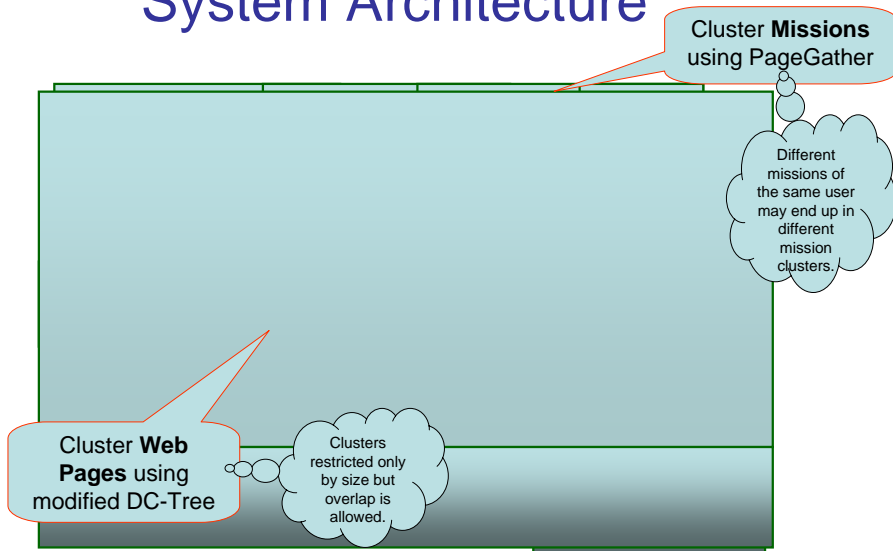 System Architecture
Cluster Missions
using PageGather
Different
missions of
the same user
may end up in
different
mission
clusters.
Cluster Web
Pages using
modified DC-Tree
Clusters
restricted only
by size but
overlap is
allowed.